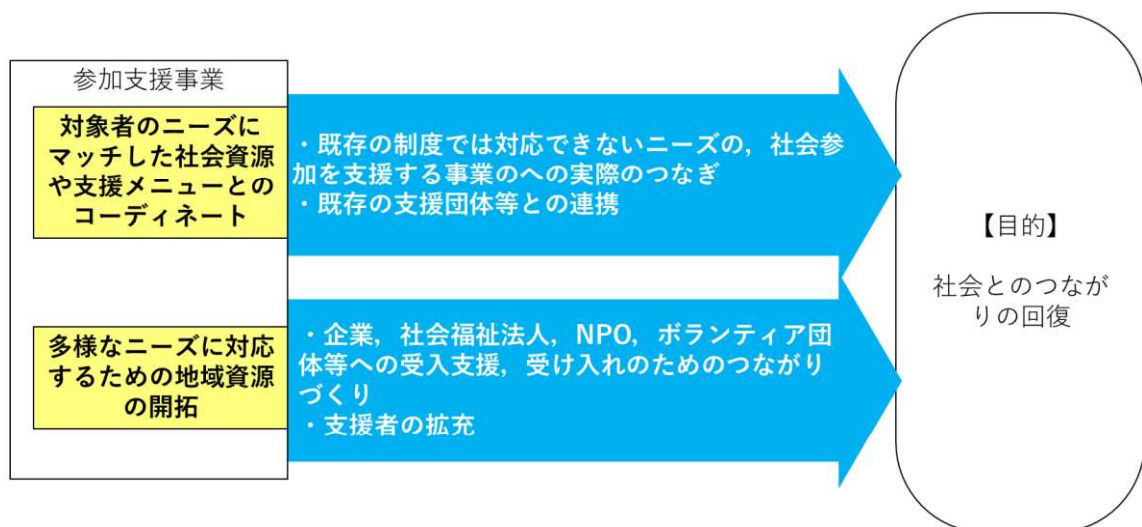 参加支援事業
対象者のニーズに
マッチした社会資源
や支援メニューとの
コーディネート
・既存の制度では対応できないニーズの，社会参
加を支援する事業のへの実際のつなぎ
・既存の支援団体等との連携
多様なニーズに対応
するための地域資源
の開拓
・企業，社会福祉法人，NPO，ボランティア団
体等への受入支援，受け入れのためのつながり
づくり
・支援者の拡充
【目的】
社会とのつなが
りの回復